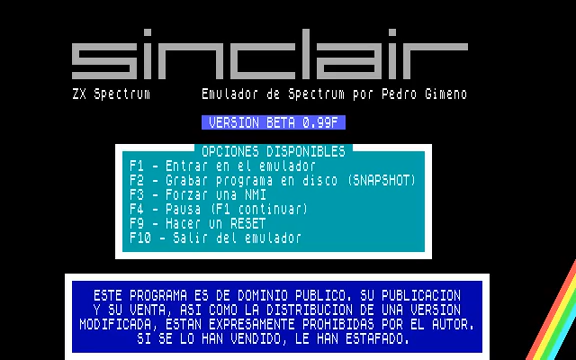 sinclair
ZX Spectrum Emulador de Spectrum por Pedro Gimeno
VERSION BETA 0.99F
OPCIONES DISPONIBLES
F1 - Entrar en el emulador
F2 - Grabar programa en disco (SNAPSHOT)
F3 - Forzar una NMI
F4 - Pausa (F1 continuar)
F9 - Hacer un RESET
F10 - Salir del emulador
ESTE PROGRAMA ES DE DOMINIO PUBLICO. SU PUBLICACION
Y SU VENTA, ASI COMO LA DISTRIBUCION DE UNA VERSION
MODIFICADA, ESTAN EXPRESAMENTE PROHIBIDAS POR EL AUTOR.
SI SE LO HAN VENDIDO, LE HAN ESTAFADO.